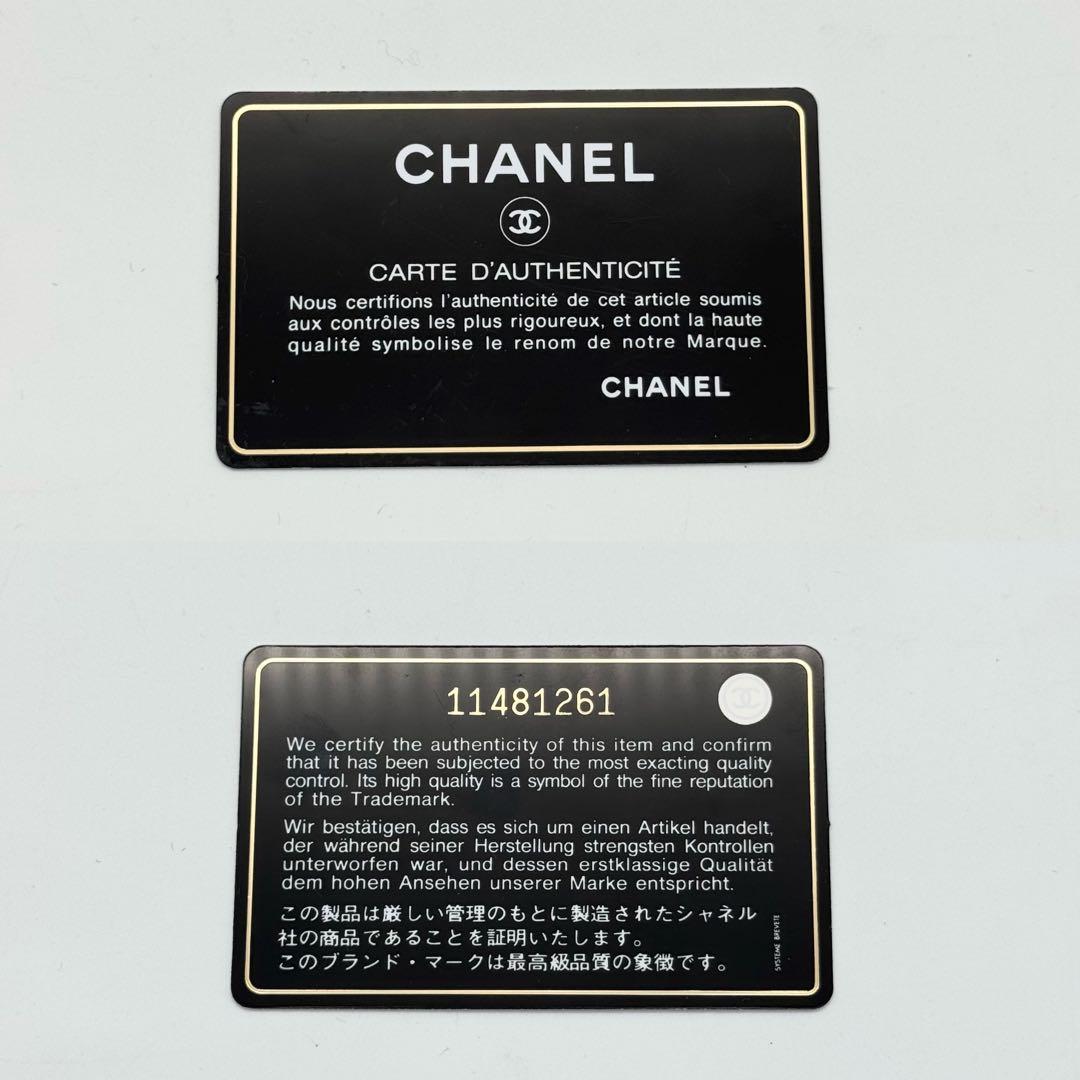 CHANEL
CARTE D'AUTHENTICITÉ
Nous certifions l'authenticité de cet article soumis
aux contrôles les plus rigoureux, et dont la haute
qualité symbolise le renom de notre Marque.
CHANEL
11481261
We certify the authenticity of this item and confirm
that it has been subjected to the most exacting quality
control. Its high quality is a symbol of the fine reputation
of the Trademark.
Wir bestätigen, dass es sich um einen Artikel handelt,
der während seiner Herstellung strengsten Kontrollen
unterworfen war, und dessen erstklassige Qualität
dem hohen Ansehen unserer Marke entspricht.
この製品は厳しい管理のもとに製造されたシャネル
社の商品であることを証明いたします。
このブランド・マークは最高級品質の象徴です。
SYSTEME BREVETE